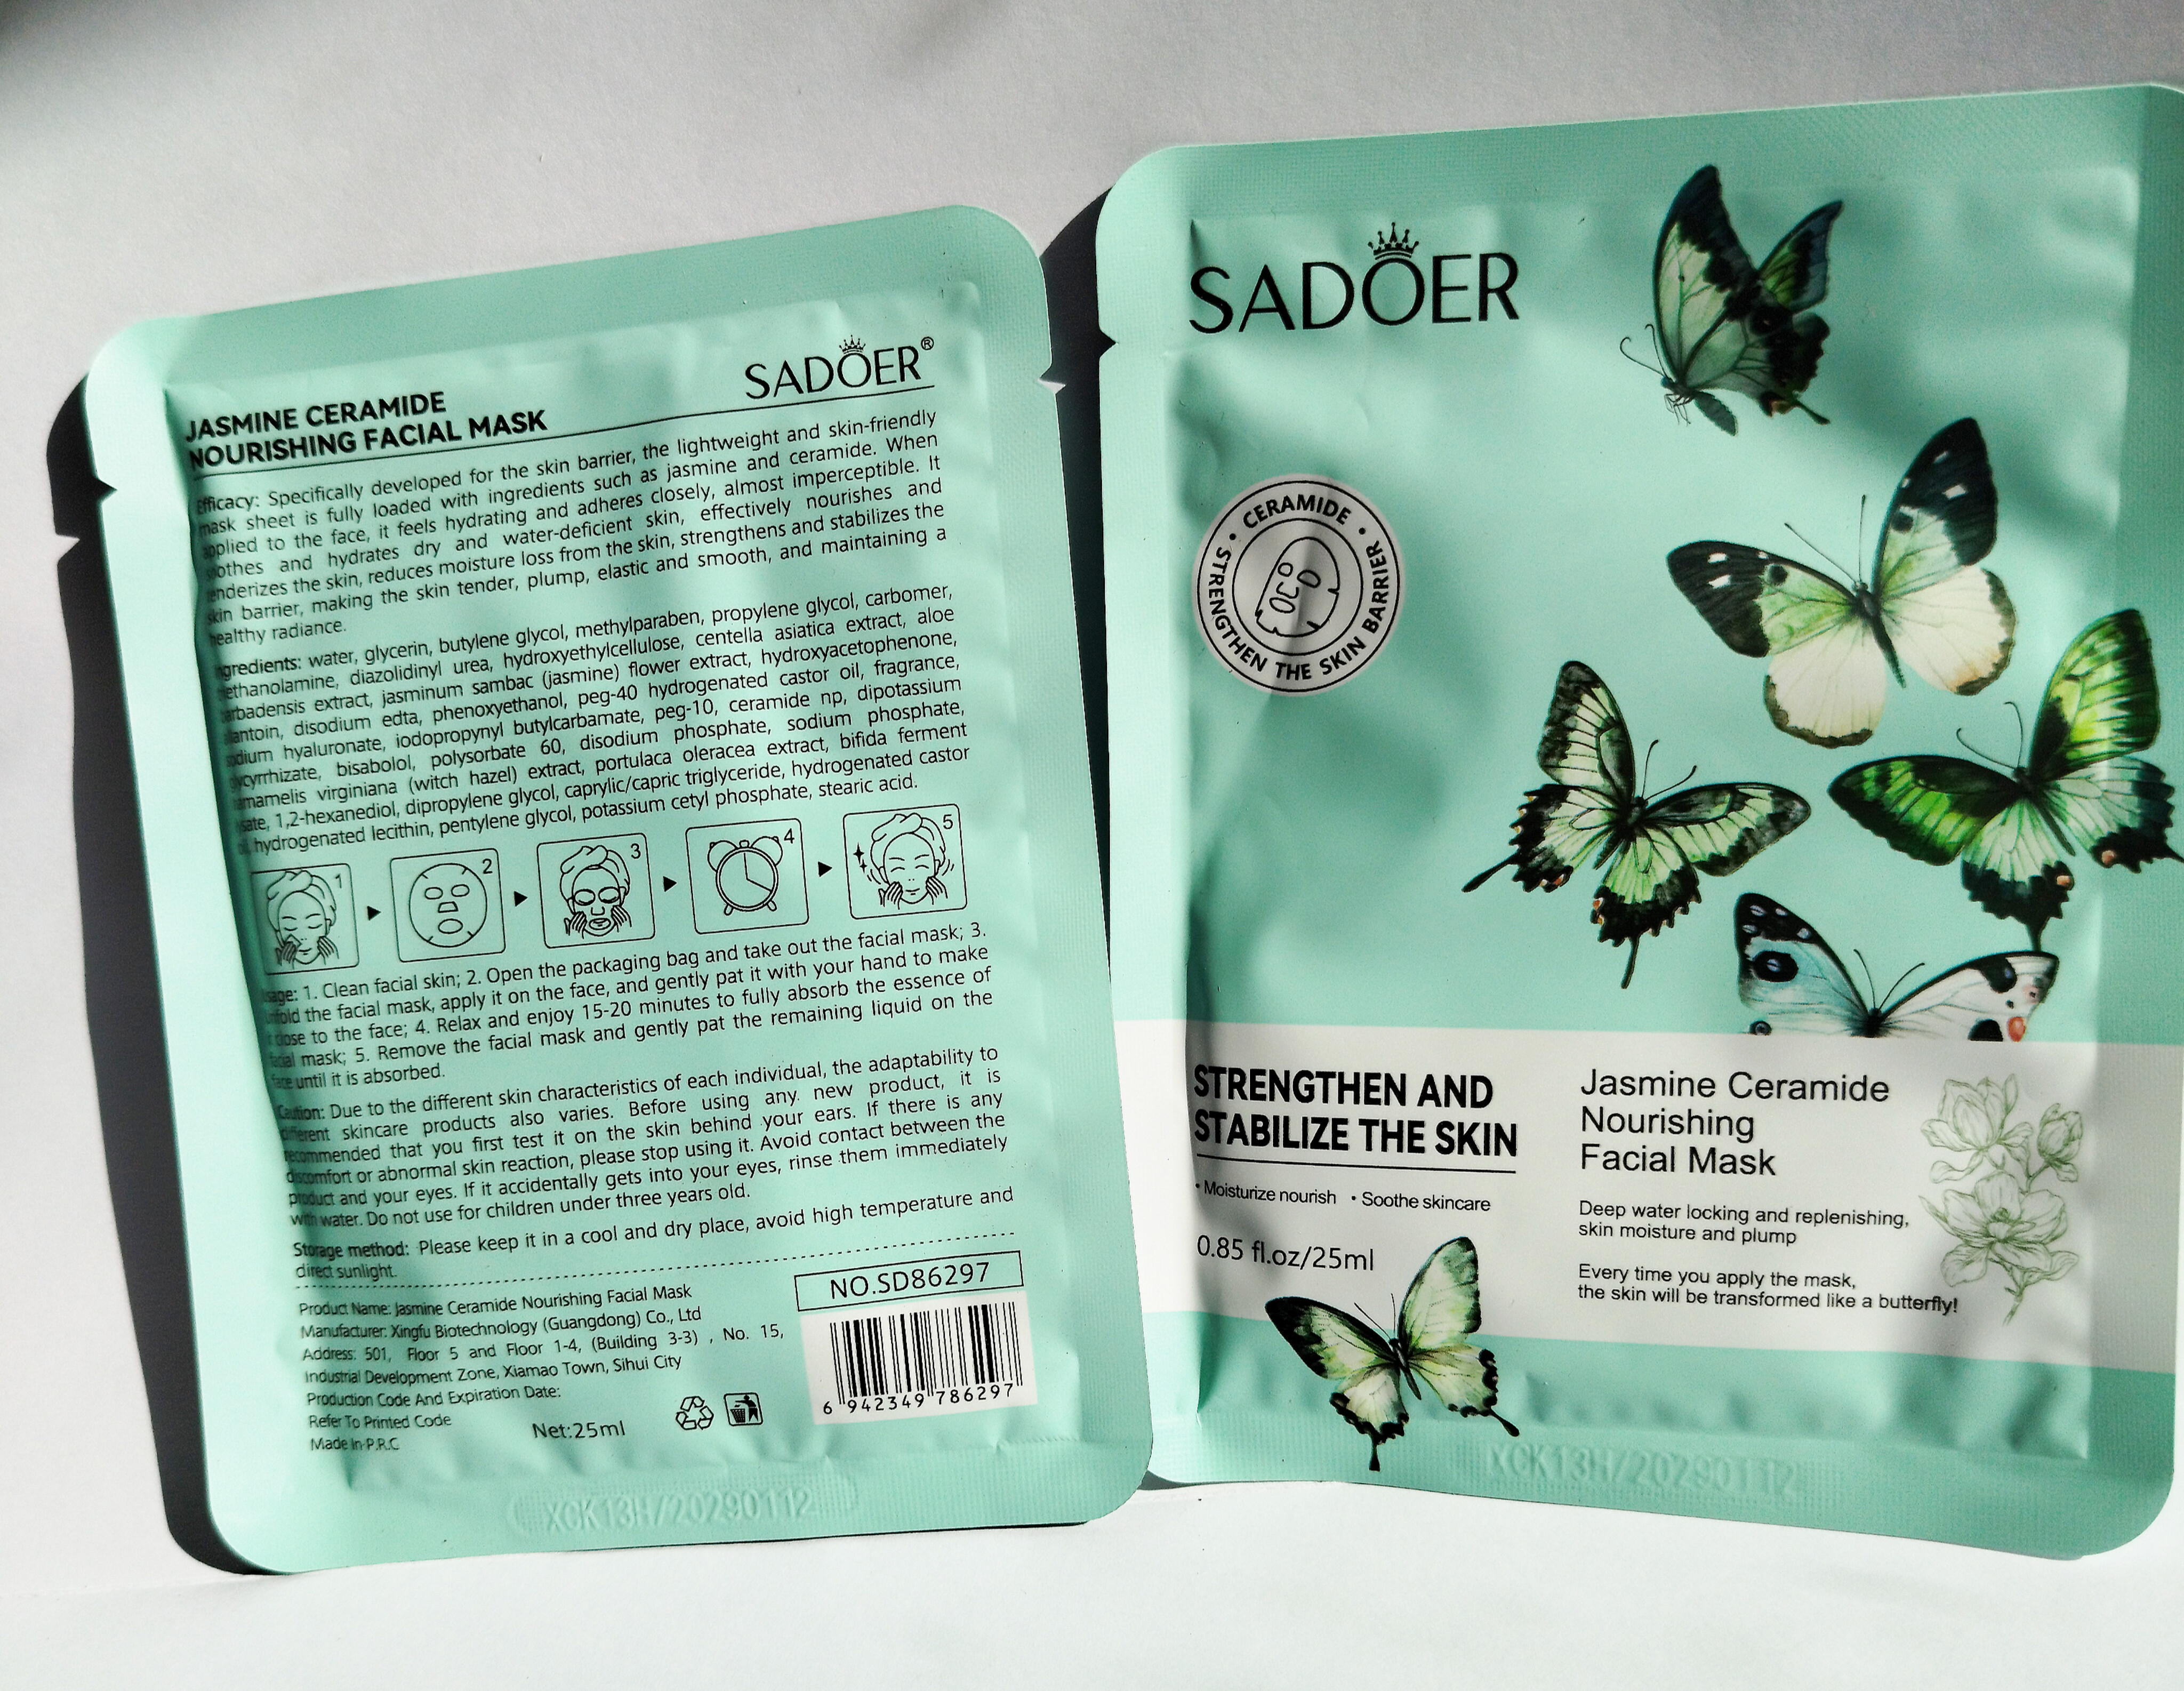 SADOER®
JASMINE CERAMIDE
NOURISHING FACIAL MASK
Efficacy: Specifically developed for the skin barrier, the lightweight and skin-friendly
mask sheet is fully loaded with ingredients such as jasmine and ceramide. When
applied to the face, it feels hydrating and adheres closely, almost imperceptible. It
soothes and hydrates dry and water-deficient skin, effectively nourishes and
tenderizes the skin, reduces moisture loss from the skin, strengthens and stabilizes the
skin barrier, making the skin tender, plump, elastic and smooth, and maintaining a
healthy radiance.
Ingredients: water, glycerin, butylene glycol, methylparaben, propylene glycol, carbomer,
diazolidinyl urea, hydroxyethylcellulose, centella asiatica extract, aloe
barbadensis extract, jasminum sambac (jasmine) flower extract, hydroxyacetophenone,
allantoin, disodium edta, phenoxyethanol, peg-40 hydrogenated castor oil, fragrance,
sodium hyaluronate, iodopropynyl butylcarbamate, peg-10, ceramide np, dipotassium
glycyrrhizate, bisabolol, polysorbate 60, disodium phosphate, sodium phosphate,
hamamelis virginiana (witch hazel) extract, portulaca oleracea extract, bifida ferment
lysate, 1,2-hexanediol, dipropylene glycol, caprylic/capric triglyceride, hydrogenated castor
oil, hydrogenated lecithin, pentylene glycol, potassium cetyl phosphate, stearic acid.
1 2 3 4 5
Usage: 1. Clean facial skin; 2. Open the packaging bag and take out the facial mask; 3.
Unfold the facial mask, apply it on the face, and gently pat it with your hand to make
it close to the face; 4. Relax and enjoy 15-20 minutes to fully absorb the essence of
facial mask; 5. Remove the facial mask and gently pat the remaining liquid on the
face until it is absorbed.
Caution: Due to the different skin characteristics of each individual, the adaptability to
different skincare products also varies. Before using any new product, it is
recommended that you first test it on the skin behind your ears. If there is any
discomfort or abnormal skin reaction, please stop using it. Avoid contact between the
product and your eyes. If it accidentally gets into your eyes, rinse them immediately
with water. Do not use for children under three years old.
Storage method: Please keep it in a cool and dry place, avoid high temperature and
direct sunlight.
Product Name: Jasmine Ceramide Nourishing Facial Mask
Manufacturer: Xingfu Biotechnology (Guangdong) Co., Ltd
Address: 501, Floor 5 and Floor 1-4, (Building 3-3) , No. 15,
Industrial Development Zone, Xiamao Town, Sihui City
Production Code And Expiration Date:
Refer To Printed Code
Made In P.R.C
Net:25ml
NO.SD86297
6 942349 786297
XCK13H/20290112
SADOER
• CERAMIDE •
STRENGTHEN THE SKIN BARRIER
STRENGTHEN AND
STABILIZE THE SKIN
• Moisturize nourish • Soothe skincare
0.85 fl.oz/25ml
Jasmine Ceramide
Nourishing
Facial Mask
Deep water locking and replenishing,
skin moisture and plump
Every time you apply the mask,
the skin will be transformed like a butterfly!
XCK13H/20290112